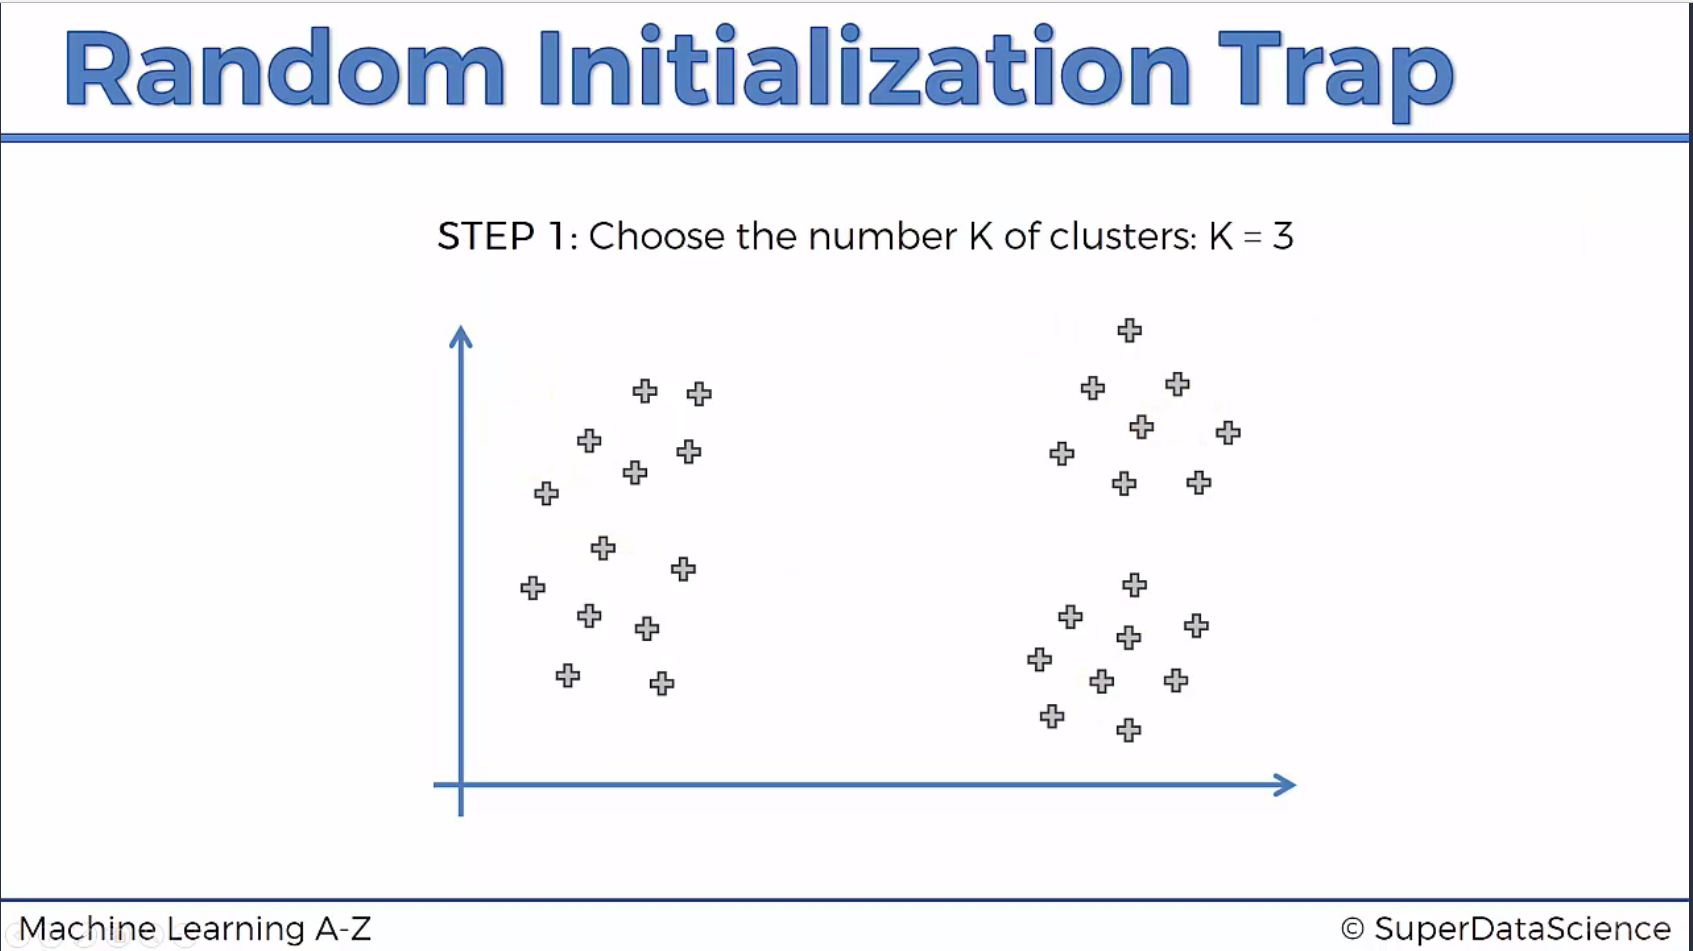 Random Initialization Trap
STEP 1: Choose the number K of clusters: K = 3
Machine Learning A-Z
© SuperDataScience